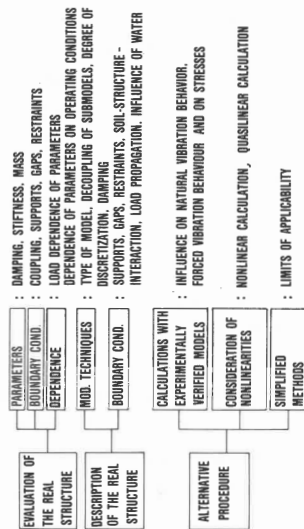 EVALUATION OF
THE REAL
STRUCTURE
PARAMETERS : DAMPING, STIFTNESS, MASS
BOUNDARY COND. : COUPLING, SUPPORTS, GAPS, RESTRAINTS
DEPENDENCE : LOAD DEPENDENCE OF PARAMETERS
DEPENDENCE OF PARAMETERS ON OPERATING CONDITIONS
DESCRIPTION
OF THE REAL
STRUCTURE
MOD. TECHNIQUES : TYPE OF MODEL, DECOUPLING OF SUBMODELS, DEGREE OF
DISCRETIZATION, DAMPING
BOUNDARY COND. : SUPPORTS, GAPS, RESTRAINTS, SOIL-STRUCTURE -
INTERACTION, LOAD PROPAGATION, INFLUENCE OF WATER
ALTERNATIVE
PROCEDURE
CALCULATIONS WITH
EXPERIMENTALLY
VERIFIED MODELS
: INFLUENCE ON NATURAL VIBRATION BEHAVIOR,
FORCED VIBRATION BEHAVIOUR AND ON STRESSES
CONSIDERATION OF
NONLINEARITIES
: NONLINEAR CALCULATION, QUASILINEAR CALCULATION
SIMPLIFIED
METHODS
: LIMITS OF APPLICABILITY